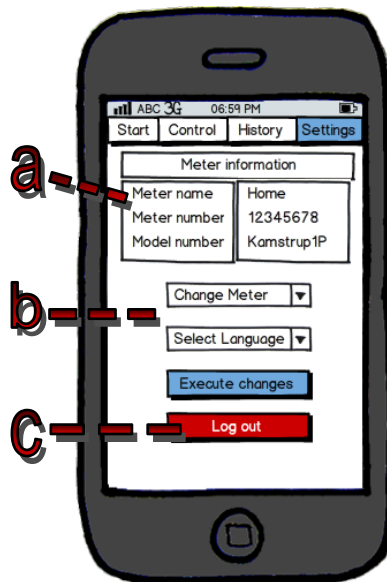 ABC 3G 06:59 PM
Start Control History Settings
Meter information
a
Meter name Home
Meter number 12345678
Model number Kamstrup1P
Change Meter
b
Select Language
Execute changes
c
Log out